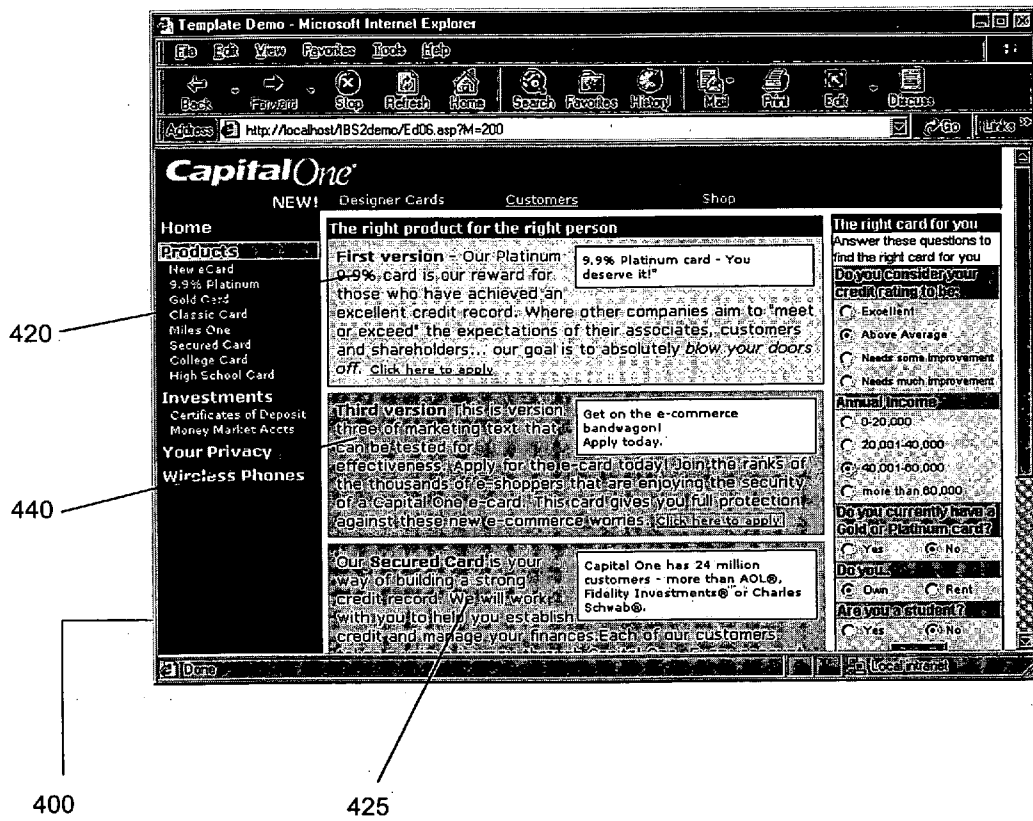 Template Demo - Microsoft Internet Explorer
File Edit View Favorites Tools Help
Back Forward Stop Refresh Home Search Favorites History Mail Print Edit Discuss
Address http://localhost/IBS2demo/Ed06.asp?M=200 Go Links »
CapitalOne
NEW! Designer Cards Customers Shop
Home
Products
New eCard
9.9% Platinum
Gold Card
Classic Card
Miles One
Secured Card
College Card
High School Card
Investments
Certificates of Deposit
Money Market Accts
Your Privacy
Wireless Phones
The right product for the right person
First version - Our Platinum
9.9% card is our reward for
those who have achieved an
excellent credit record. Where other companies aim to "meet
or exceed" the expectations of their associates, customers
and shareholders... our goal is to absolutely blow your doors
off. Click here to apply
9.9% Platinum card - You
deserve it!"
Third version This is version
three of marketing text that
can be tested for
effectiveness. Apply for the e-card today! Join the ranks of
the thousands of e-shoppers that are enjoying the security
of a Capital One e-card. This card gives you full protection
against these new e-commerce worries. Click here to apply
Get on the e-commerce
bandwagon!
Apply today.
Our Secured Card is your
way of building a strong
credit record. We will work
with you to help you establish
credit and manage your finances. Each of our customers
Capital One has 24 million
customers - more than AOL®,
Fidelity Investments® or Charles
Schwab®.
The right card for you
Answer these questions to
find the right card for you
Do you consider your
credit rating to be:
Excellent
Above Average
Needs some improvement
Needs much improvement
Annual Income
0-20,000
20,001-40,000
40,001-60,000
more than 60,000
Do you currently have a
Gold or Platinum card?
Yes No
Do you...
Own Rent
Are you a student?
Yes No
Done Local intranet
420
440
400
425